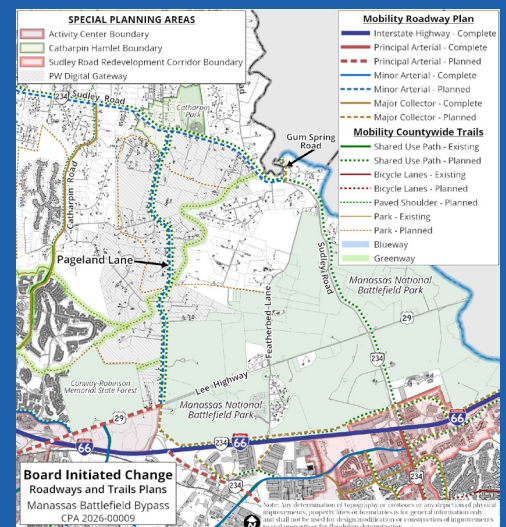 SPECIAL PLANNING AREAS
Activity Center Boundary
Catharpin Hamlet Boundary
Sudley Road Redevelopment Corridor Boundary
PW Digital Gateway
Mobility Roadway Plan
Interstate Highway - Complete
Principal Arterial - Complete
Principal Arterial - Planned
Minor Arterial - Complete
Minor Arterial - Planned
Major Collector - Complete
Major Collector - Planned
Mobility Countywide Trails
Shared Use Path - Existing
Shared Use Path - Planned
Bicycle Lanes - Existing
Bicycle Lanes - Planned
Paved Shoulder - Planned
Park - Existing
Park - Planned
Blueway
Greenway
234
Sudley Road
Catharpin
Park
Gum Spring
Road
Catharpin Road
Pageland Lane
Sudley Road
Featherbed Lane
Manassas National
Battlefield Park
29
234
Conway-Robinson
Memorial State Forest
Lee Highway
Manassas National
Battlefield Park
29
66
234
66
66
234
234
Board Initiated Change
Roadways and Trails Plans
Manassas Battlefield Bypass
CPA 2026-00009
Note: Any determination of topography or contours or any depiction of physical
improvements, property lines or boundaries is for general information only
and shall not be used for design modification or construction of improvements